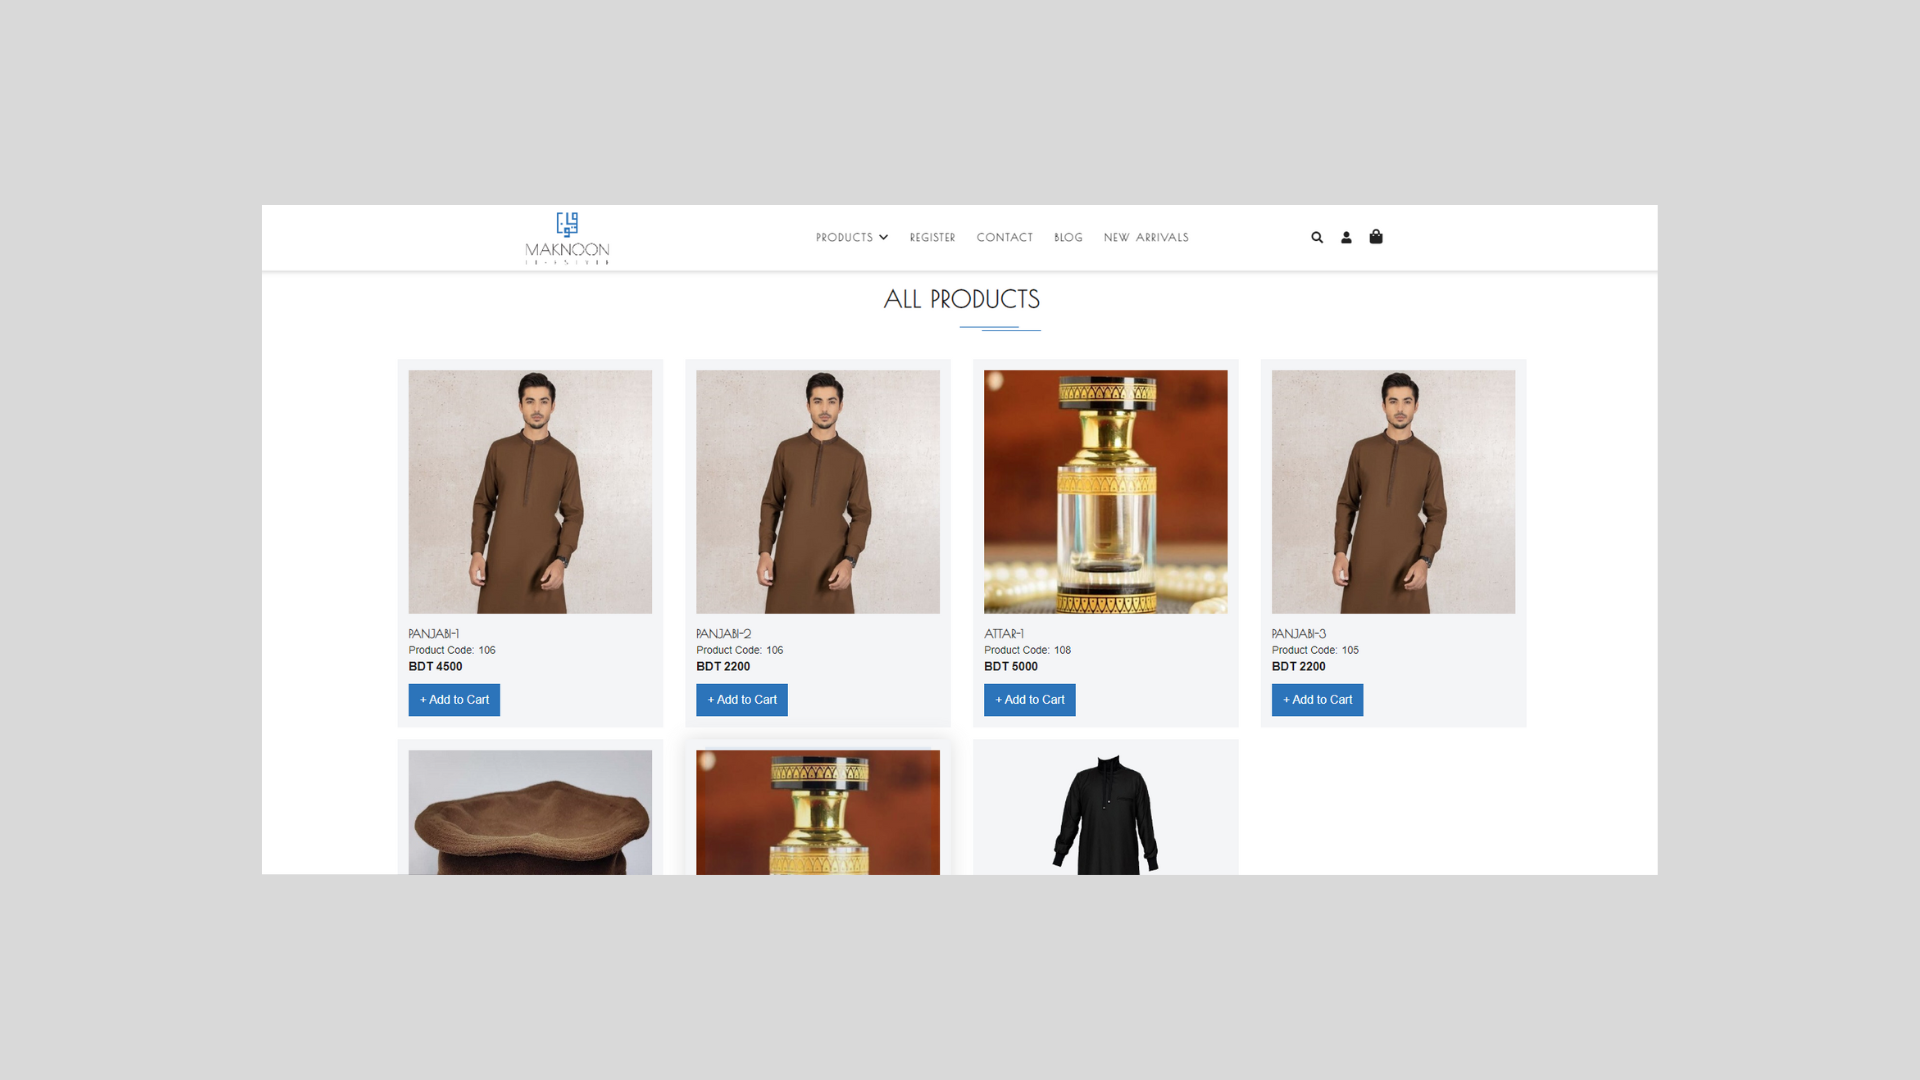 MAKNOON
PRODUCTS REGISTER CONTACT BLOG NEW ARRIVALS
ALL PRODUCTS
PANJABI-1
Product Code: 106
BDT 4500
+ Add to Cart
PANJABI-2
Product Code: 106
BDT 2200
+ Add to Cart
ATTAR-1
Product Code: 108
BDT 5000
+ Add to Cart
PANJABI-3
Product Code: 105
BDT 2200
+ Add to Cart